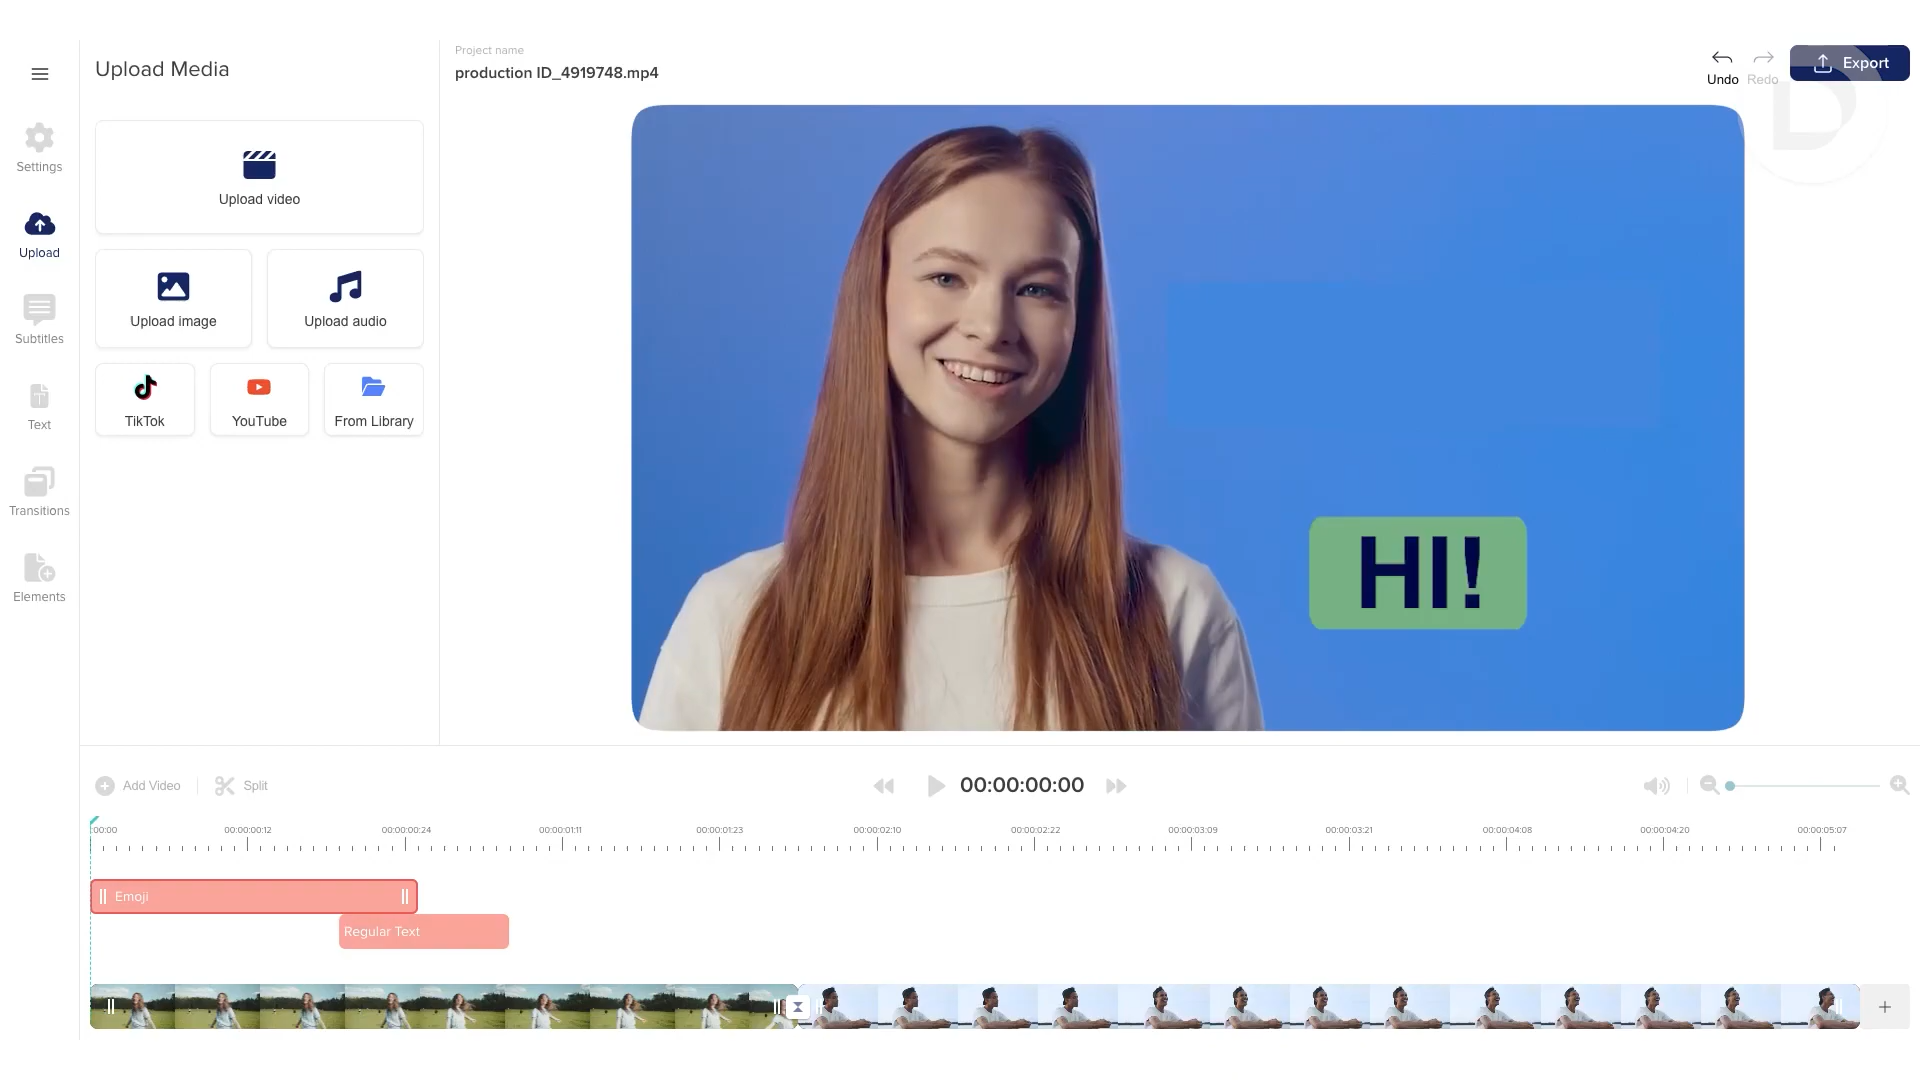 Upload Media
Project name
production ID_4919748.mp4
Undo
Redo
Export
Settings
Upload
Subtitles
Text
Transitions
Elements
Upload video
Upload image
Upload audio
TikTok
YouTube
From Library
HI!
Add Video
Split
00:00:00:00
:00:00
00:00:00:12
00:00:00:24
00:00:01:11
00:00:01:23
00:00:02:10
00:00:02:22
00:00:03:09
00:00:03:21
00:00:04:08
00:00:04:20
00:00:05:07
Emoji
Regular Text